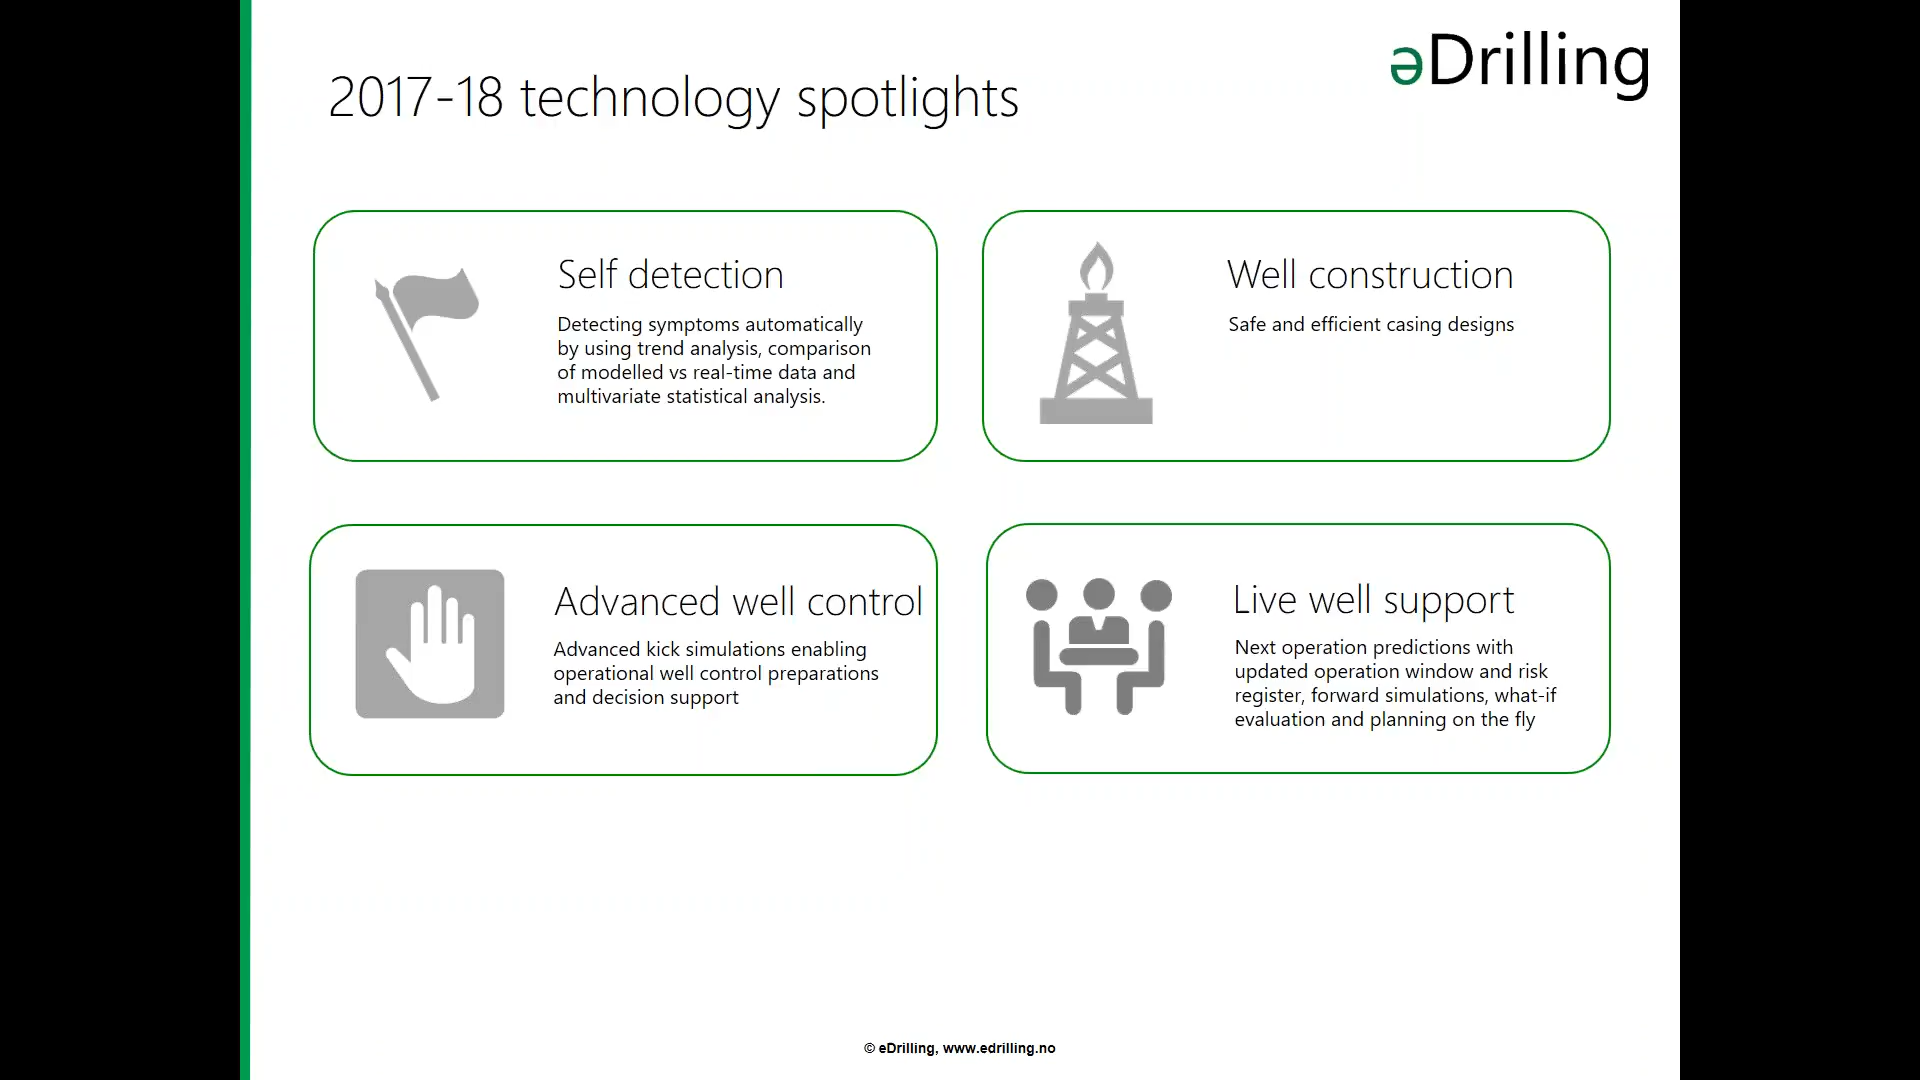 əDrilling
2017-18 technology spotlights
Self detection
Detecting symptoms automatically
by using trend analysis, comparison
of modelled vs real-time data and
multivariate statistical analysis.
Well construction
Safe and efficient casing designs
Advanced well control
Advanced kick simulations enabling
operational well control preparations
and decision support
Live well support
Next operation predictions with
updated operation window and risk
register, forward simulations, what-if
evaluation and planning on the fly
© eDrilling, www.edrilling.no